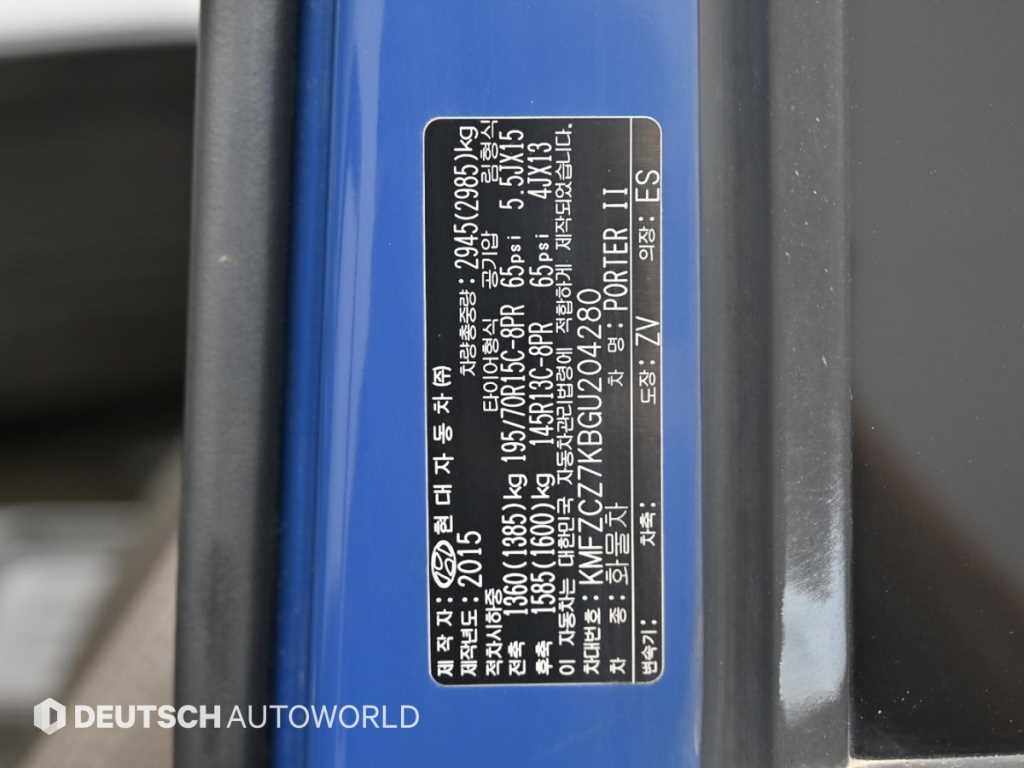 제 작 자: 현대자동차(주)
제작년도: 2015 차량총중량: 2945(2985)kg
적차시하중 타이어형식 공기압 림형식
전축 1360(1385)kg 195/70R15C-8PR 65psi 5.5JX15
후축 1585(1600)kg 145R13C-8PR 65psi 4JX13
이 자동차는 대한민국 자동차관리법령에 적합하게 제작되었습니다.
차대번호: KMFZCZ7KBGU204280
차 종: 화물차 차 명: PORTER II
변속기: 차축: 도장: ZV 의장: ES
DEUTSCH AUTOWORLD